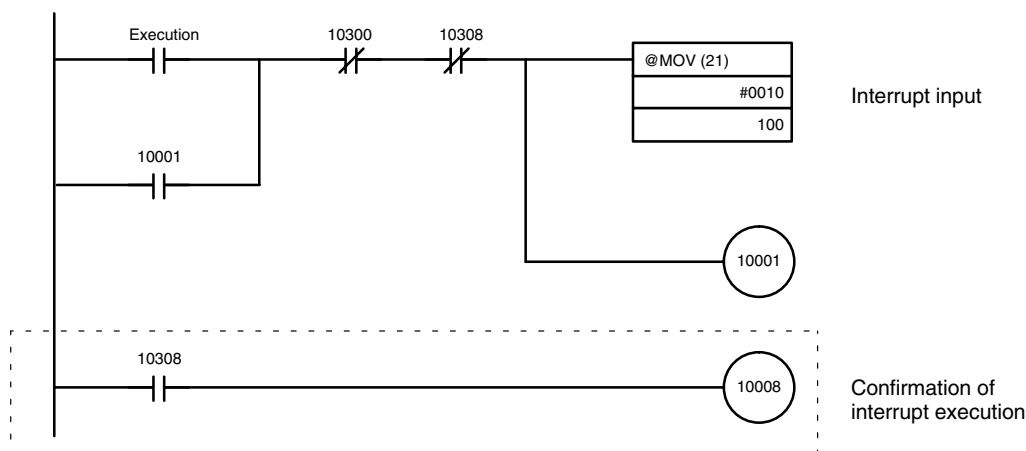 Execution
10300
10308
@MOV (21)
#0010
100
Interrupt input
10001
10001
10308
10008
Confirmation of
interrupt execution